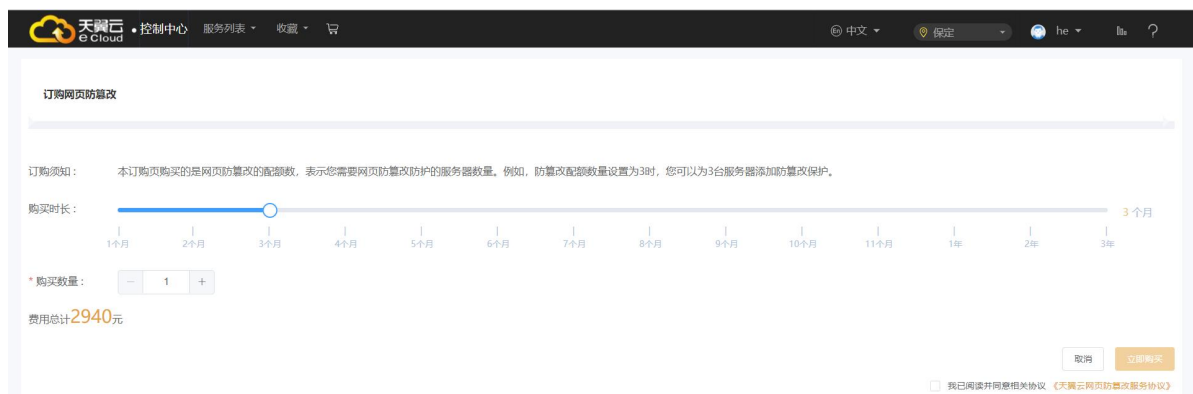 天翼云 e Cloud •控制中心 服务列表 收藏 En 中文 保定 he ?
订购网页防篡改
订购须知： 本订购页购买的是网页防篡改的配额数，表示您需要网页防篡改防护的服务器数量。例如，防篡改配额数量设置为3时，您可以为3台服务器添加防篡改保护。
购买时长： 3 个月
1个月 2个月 3个月 4个月 5个月 6个月 7个月 8个月 9个月 10个月 11个月 1年 2年 3年
* 购买数量： − 1 +
费用总计2940元
取消 立即购买
我已阅读并同意相关协议 《天翼云网页防篡改服务协议》